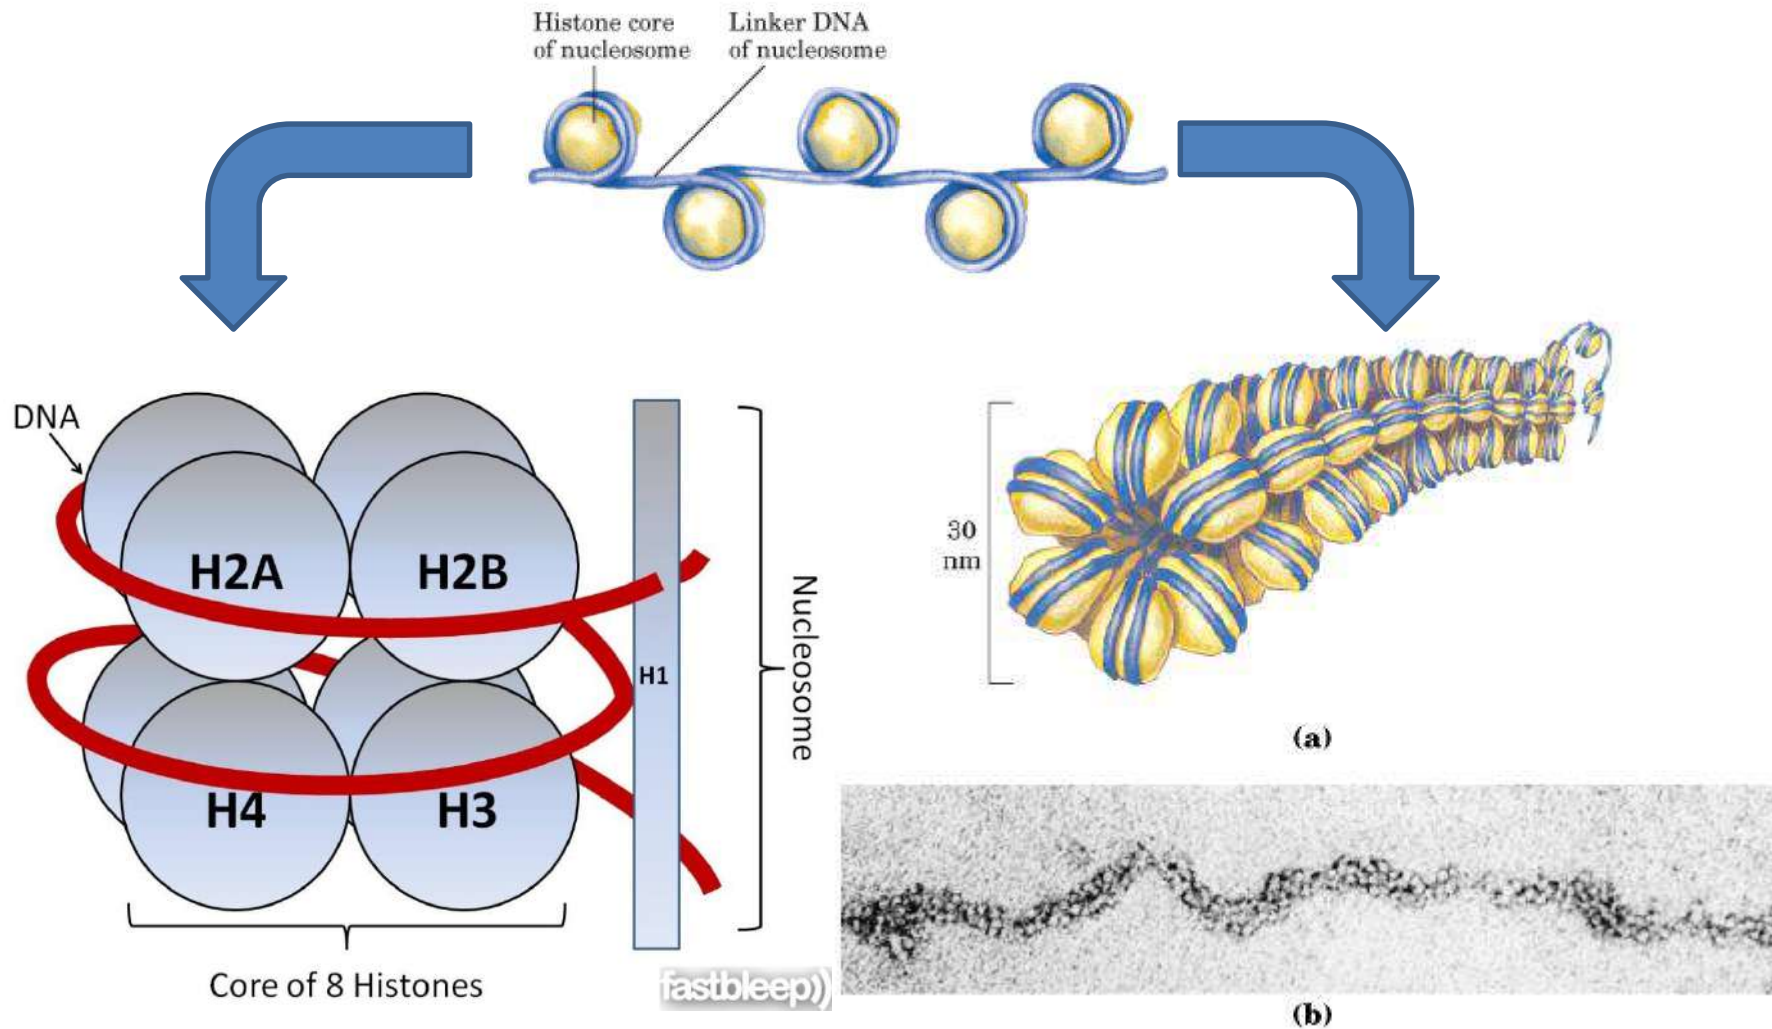 Histone core
of nucleosome
Linker DNA
of nucleosome
DNA
H2A
H2B
H1
H4
H3
Nucleosome
Core of 8 Histones
fastbleep))
30
nm
(a)
(b)